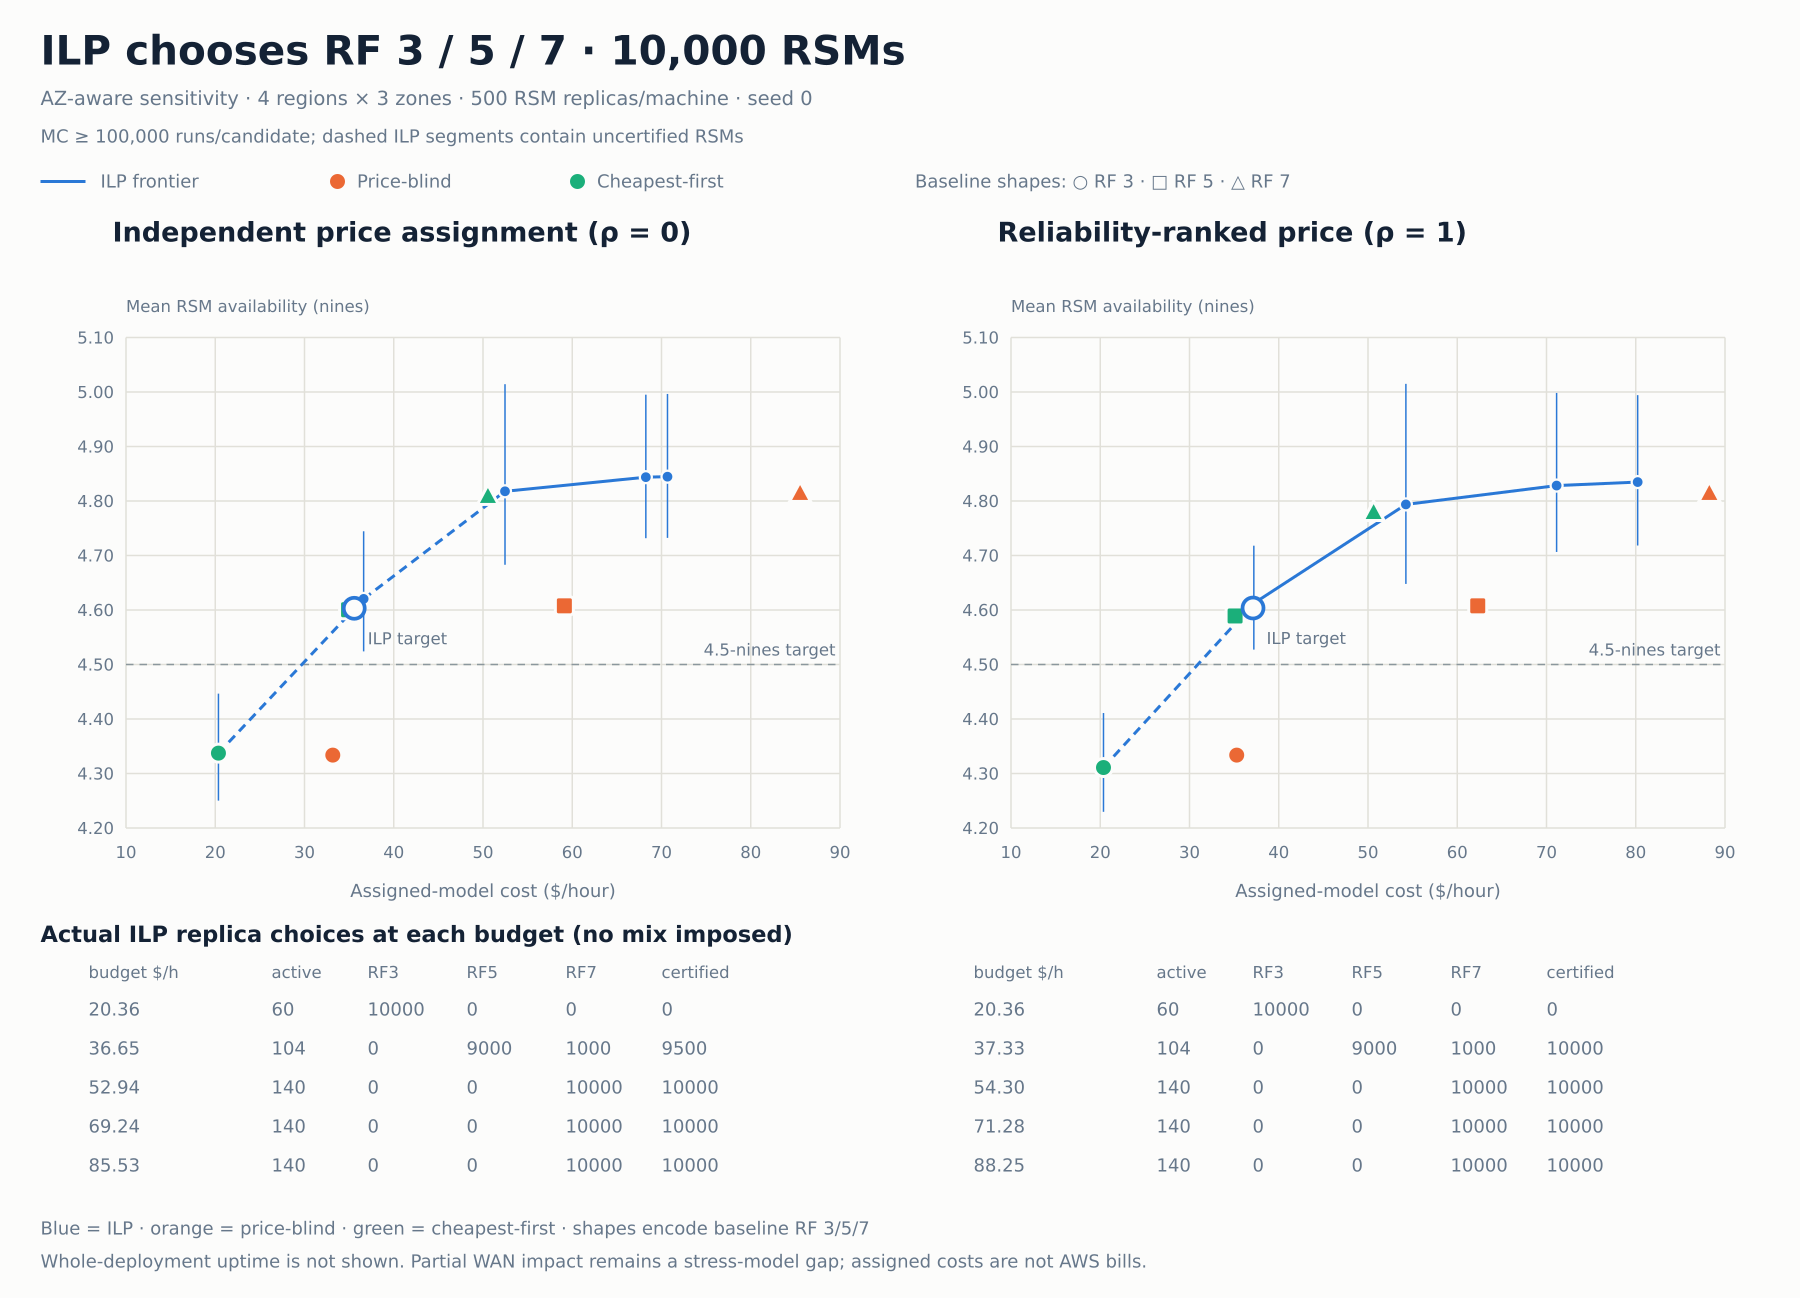 ILP chooses RF 3 / 5 / 7 · 10,000 RSMs
AZ-aware sensitivity · 4 regions × 3 zones · 500 RSM replicas/machine · seed 0
MC ≥ 100,000 runs/candidate; dashed ILP segments contain uncertified RSMs
ILP frontier Price-blind Cheapest-first Baseline shapes: ○ RF 3 · □ RF 5 · △ RF 7
Independent price assignment (ρ = 0)
Mean RSM availability (nines)
5.10
5.00
4.90
4.80
4.70
4.60
4.50
4.40
4.30
4.20
ILP target
4.5-nines target
10 20 30 40 50 60 70 80 90
Assigned-model cost ($/hour)
Reliability-ranked price (ρ = 1)
Mean RSM availability (nines)
5.10
5.00
4.90
4.80
4.70
4.60
4.50
4.40
4.30
4.20
ILP target
4.5-nines target
10 20 30 40 50 60 70 80 90
Assigned-model cost ($/hour)
Actual ILP replica choices at each budget (no mix imposed)
budget $/h active RF3 RF5 RF7 certified
20.36 60 10000 0 0 0
36.65 104 0 9000 1000 9500
52.94 140 0 0 10000 10000
69.24 140 0 0 10000 10000
85.53 140 0 0 10000 10000
budget $/h active RF3 RF5 RF7 certified
20.36 60 10000 0 0 0
37.33 104 0 9000 1000 10000
54.30 140 0 0 10000 10000
71.28 140 0 0 10000 10000
88.25 140 0 0 10000 10000
Blue = ILP · orange = price-blind · green = cheapest-first · shapes encode baseline RF 3/5/7
Whole-deployment uptime is not shown. Partial WAN impact remains a stress-model gap; assigned costs are not AWS bills.